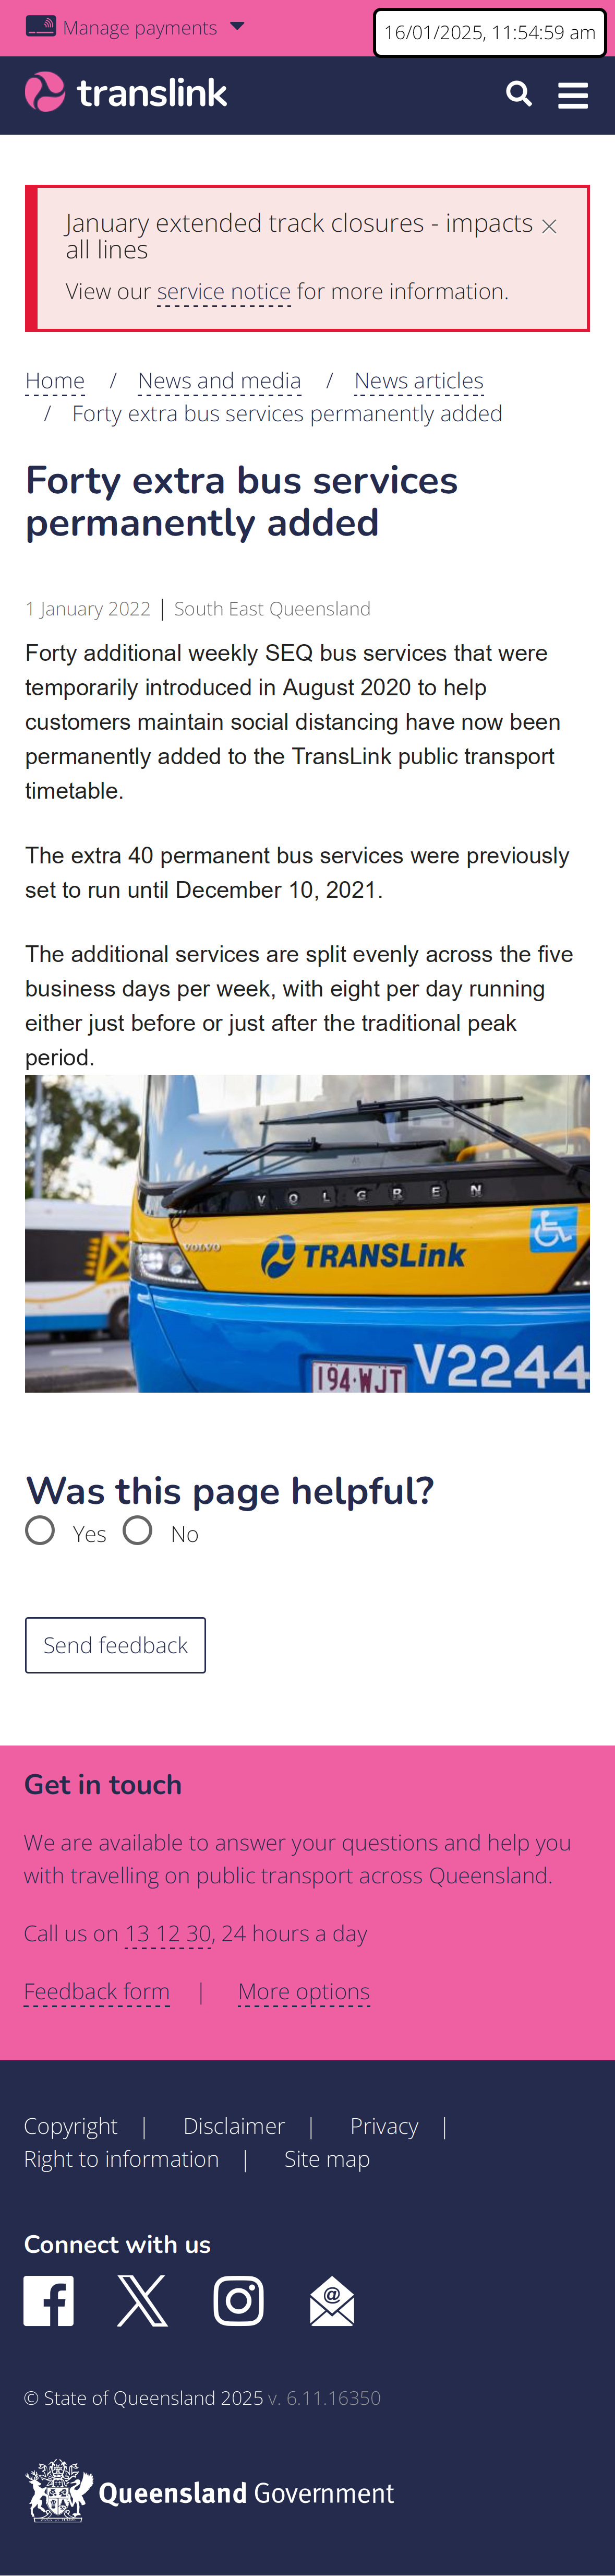 Manage payments
16/01/2025, 11:54:59 am
translink
January extended track closures - impacts
all lines
View our service notice for more information.
Home / News and media / News articles
/ Forty extra bus services permanently added
Forty extra bus services
permanently added
1 January 2022 | South East Queensland
Forty additional weekly SEQ bus services that were
temporarily introduced in August 2020 to help
customers maintain social distancing have now been
permanently added to the TransLink public transport
timetable.
The extra 40 permanent bus services were previously
set to run until December 10, 2021.
The additional services are split evenly across the five
business days per week, with eight per day running
either just before or just after the traditional peak
period.
VOLGREN
VOLVO
TRANSLink
V2244
194·WJT
Was this page helpful?
Yes No
Send feedback
Get in touch
We are available to answer your questions and help you
with travelling on public transport across Queensland.
Call us on 13 12 30, 24 hours a day
Feedback form | More options
Copyright | Disclaimer | Privacy |
Right to information | Site map
Connect with us
© State of Queensland 2025 v. 6.11.16350
Queensland Government